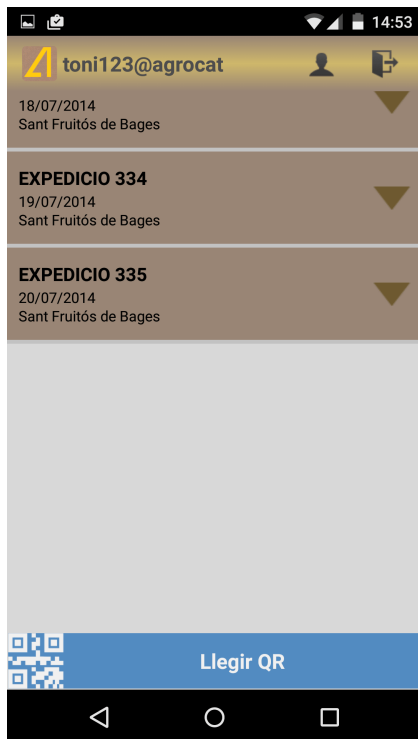 14:53
toni123@agrocat
18/07/2014
Sant Fruitós de Bages
EXPEDICIO 334
19/07/2014
Sant Fruitós de Bages
EXPEDICIO 335
20/07/2014
Sant Fruitós de Bages
Llegir QR